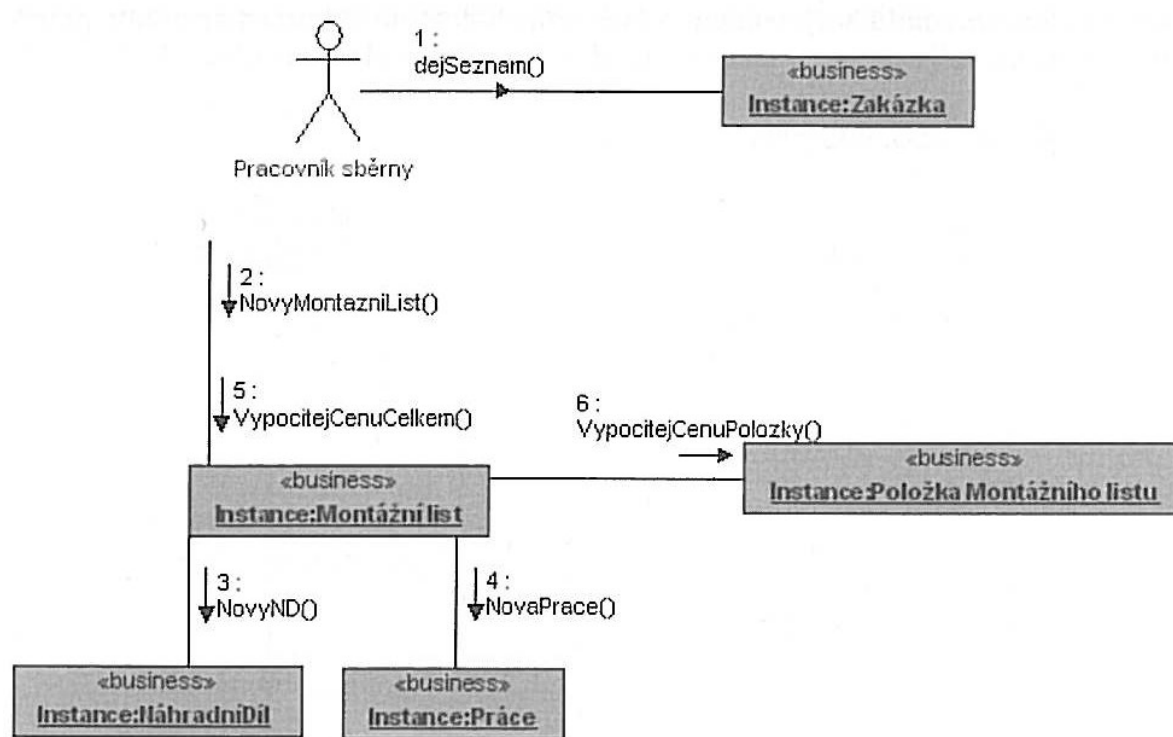 1 :
dejSeznam()
«business»
Instance:Zakázka
Pracovník sběrny
2 :
NovyMontazniList()
5 :
VypocitejCenuCelkem()
6 :
VypocitejCenuPolozky()
«business»
Instance:Montážní list
«business»
Instance:Položka Montážního listu
3 :
NovyND()
4 :
NovaPrace()
«business»
Instance:NáhradníDíl
«business»
Instance:Práce